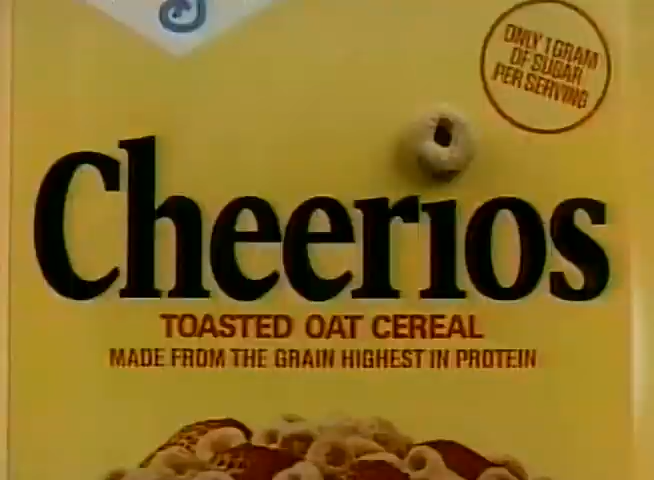 ONLY 1 GRAM
OF SUGAR
PER SERVING
Cheerios
TOASTED OAT CEREAL
MADE FROM THE GRAIN HIGHEST IN PROTEIN